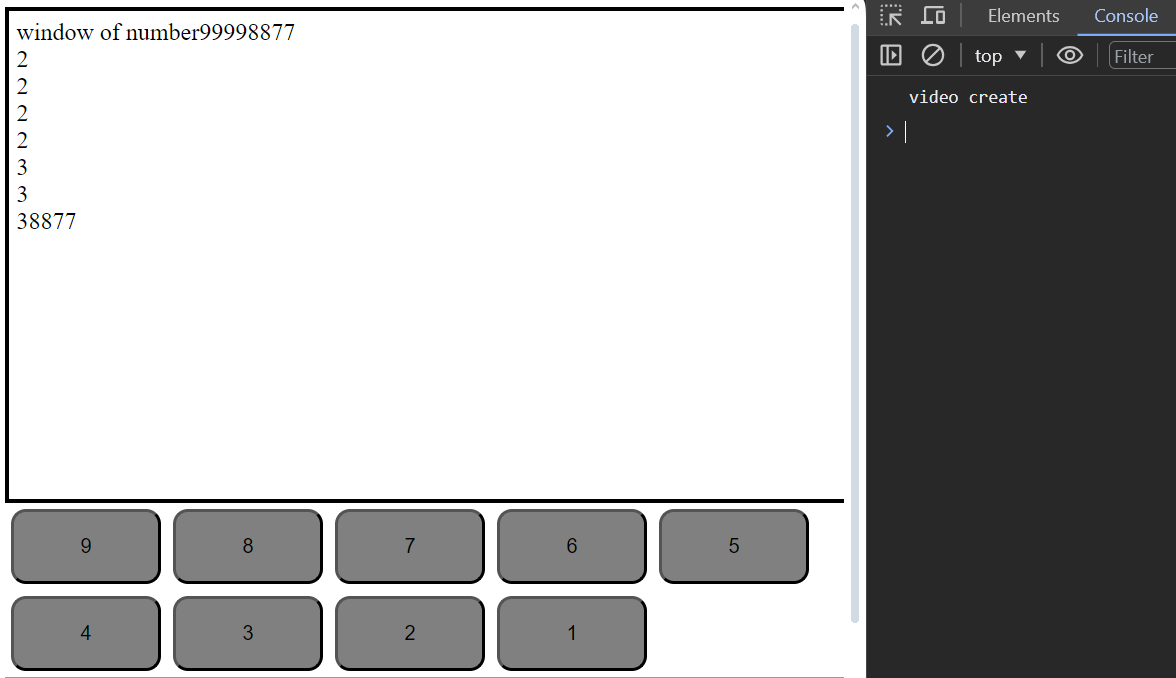 window of number99998877
2
2
2
2
3
3
38877
9 8 7 6 5
4 3 2 1
Elements Console
top Filter
video create